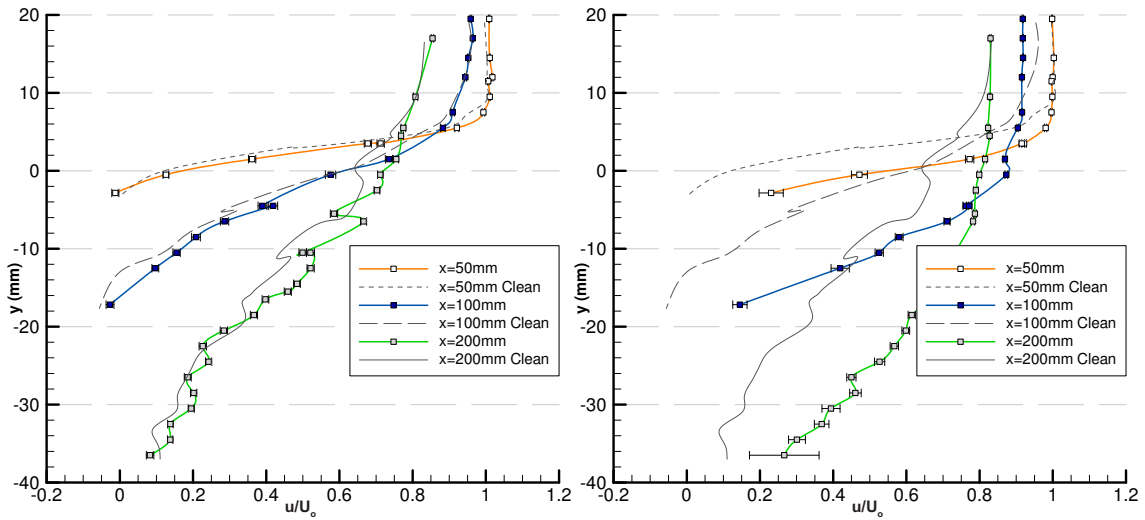 20
10
0
-10
-20
-30
-40
y (mm)
-0.2 0 0.2 0.4 0.6 0.8 1 1.2
u/Uₒ
x=50mm
x=50mm Clean
x=100mm
x=100mm Clean
x=200mm
x=200mm Clean
20
10
0
-10
-20
-30
-40
y (mm)
-0.2 0 0.2 0.4 0.6 0.8 1 1.2
u/Uₒ
x=50mm
x=50mm Clean
x=100mm
x=100mm Clean
x=200mm
x=200mm Clean